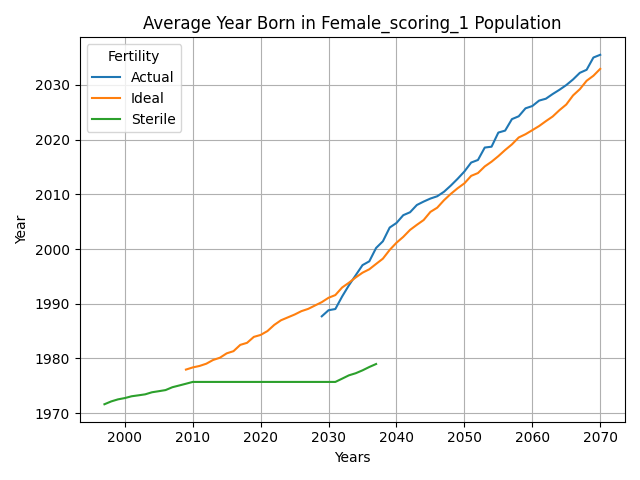 Average Year Born in Female_scoring_1 Population
Fertility
Actual
Ideal
Sterile
Year
2030
2020
2010
2000
1990
1980
1970
2000 2010 2020 2030 2040 2050 2060 2070
Years